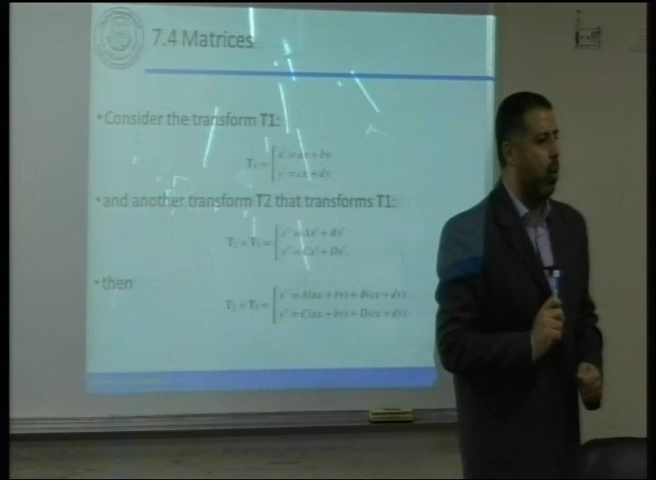 7.4 Matrices
•Consider the transform T1:
T₁ = { x' = ax + by
y' = cx + dy
•and another transform T2 that transforms T1:
T₂ × T₁ = { x'' = Ax' + By'
y'' = Cx' + Dy'
•then
T₂ × T₁ = { x'' = A(ax + by) + B(cx + dy)
y'' = C(ax + by) + D(cx + dy)